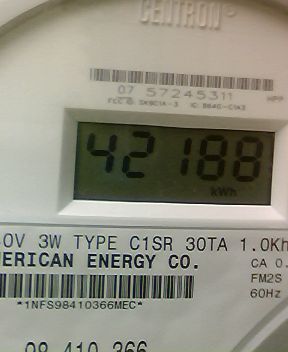 CENTRON®
07 57245311
FCC ID: SK9C1A-3 IC: 864G-C1A3
42188
kWh
0V 3W TYPE C1SR 30TA 1.0Kh
ERICAN ENERGY CO.
CA 0.
FM2S
60Hz
*1NFS98410366MEC*
98 410 366